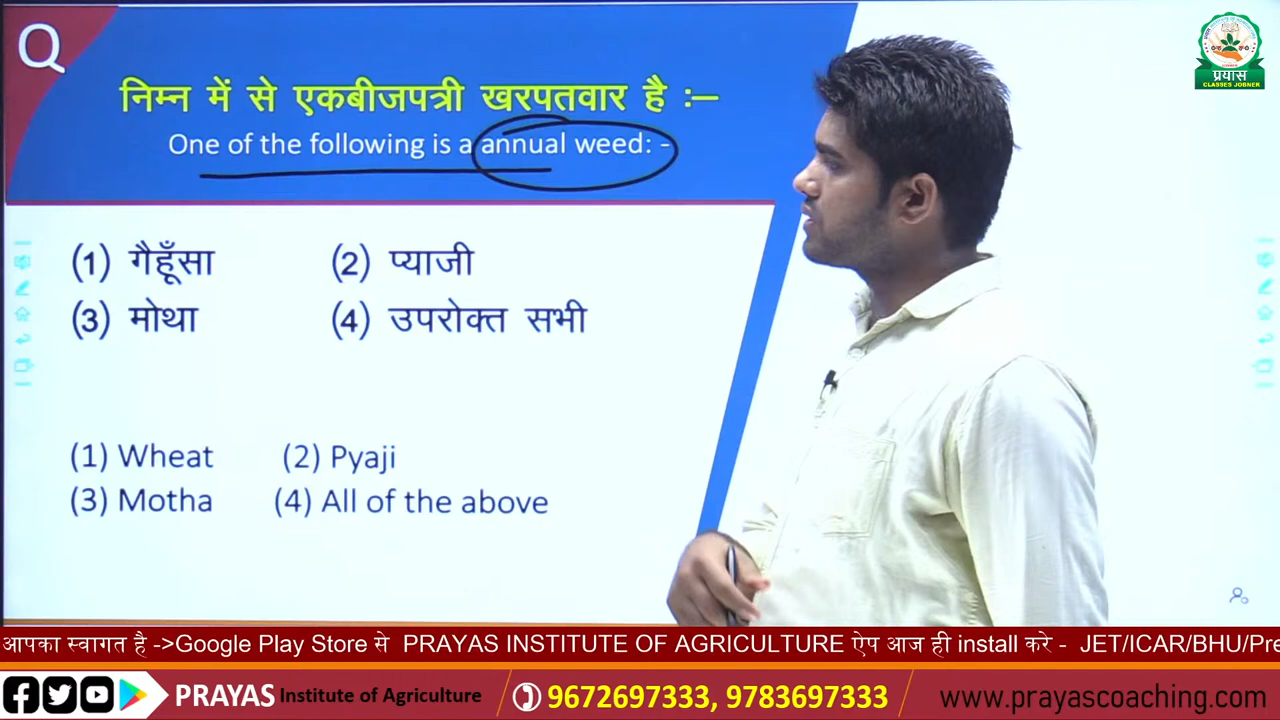 Q
निम्न में से एकबीजपत्री खरपतवार है :–
One of the following is a annual weed: -
(1) गैहूँसा (2) प्याजी
(3) मोथा (4) उपरोक्त सभी
(1) Wheat (2) Pyaji
(3) Motha (4) All of the above
प्रयास
CLASSES JOBNER
आपका स्वागत है ->Google Play Store से PRAYAS INSTITUTE OF AGRICULTURE ऐप आज ही install करे - JET/ICAR/BHU/Pre
PRAYAS Institute of Agriculture 9672697333, 9783697333 www.prayascoaching.com